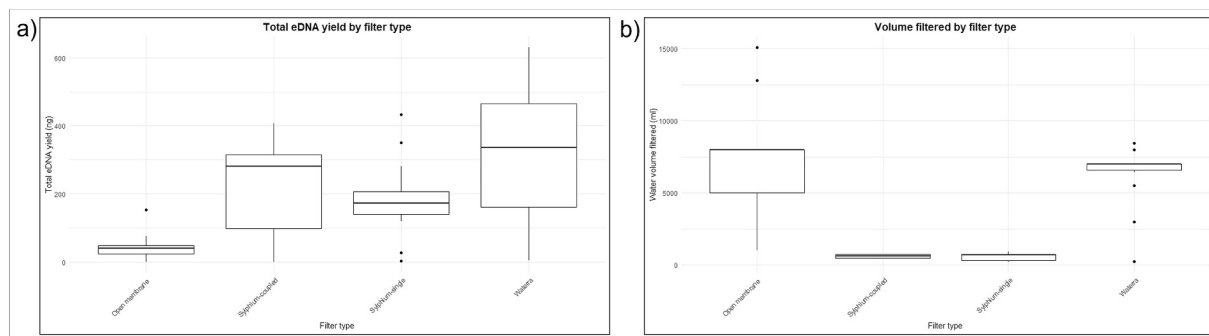 a)
Total eDNA yield by filter type
Total eDNA yield (ng)
600
400
200
0
Open membrane
Sylphium-coupled
Sylphium-single
Waterra
Filter type
b)
Volume filtered by filter type
Water volume filtered (ml)
15000
10000
5000
0
Open membrane
Sylphium-coupled
Sylphium-single
Waterra
Filter type